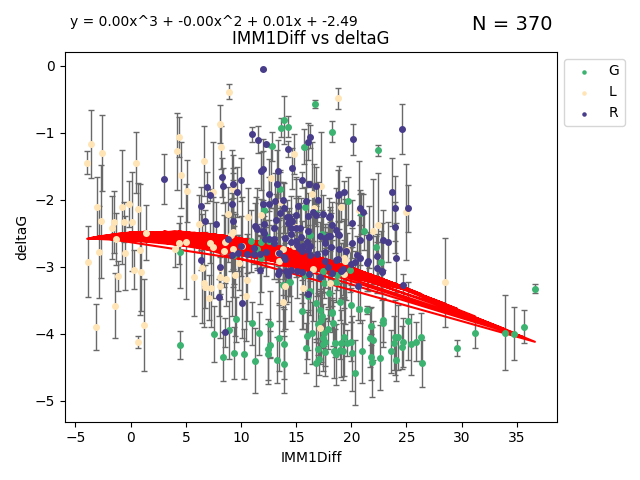 y = 0.00x^3 + -0.00x^2 + 0.01x + -2.49
N = 370
IMM1Diff vs deltaG
G
L
R
deltaG
0
−1
−2
−3
−4
−5
−5 0 5 10 15 20 25 30 35
IMM1Diff